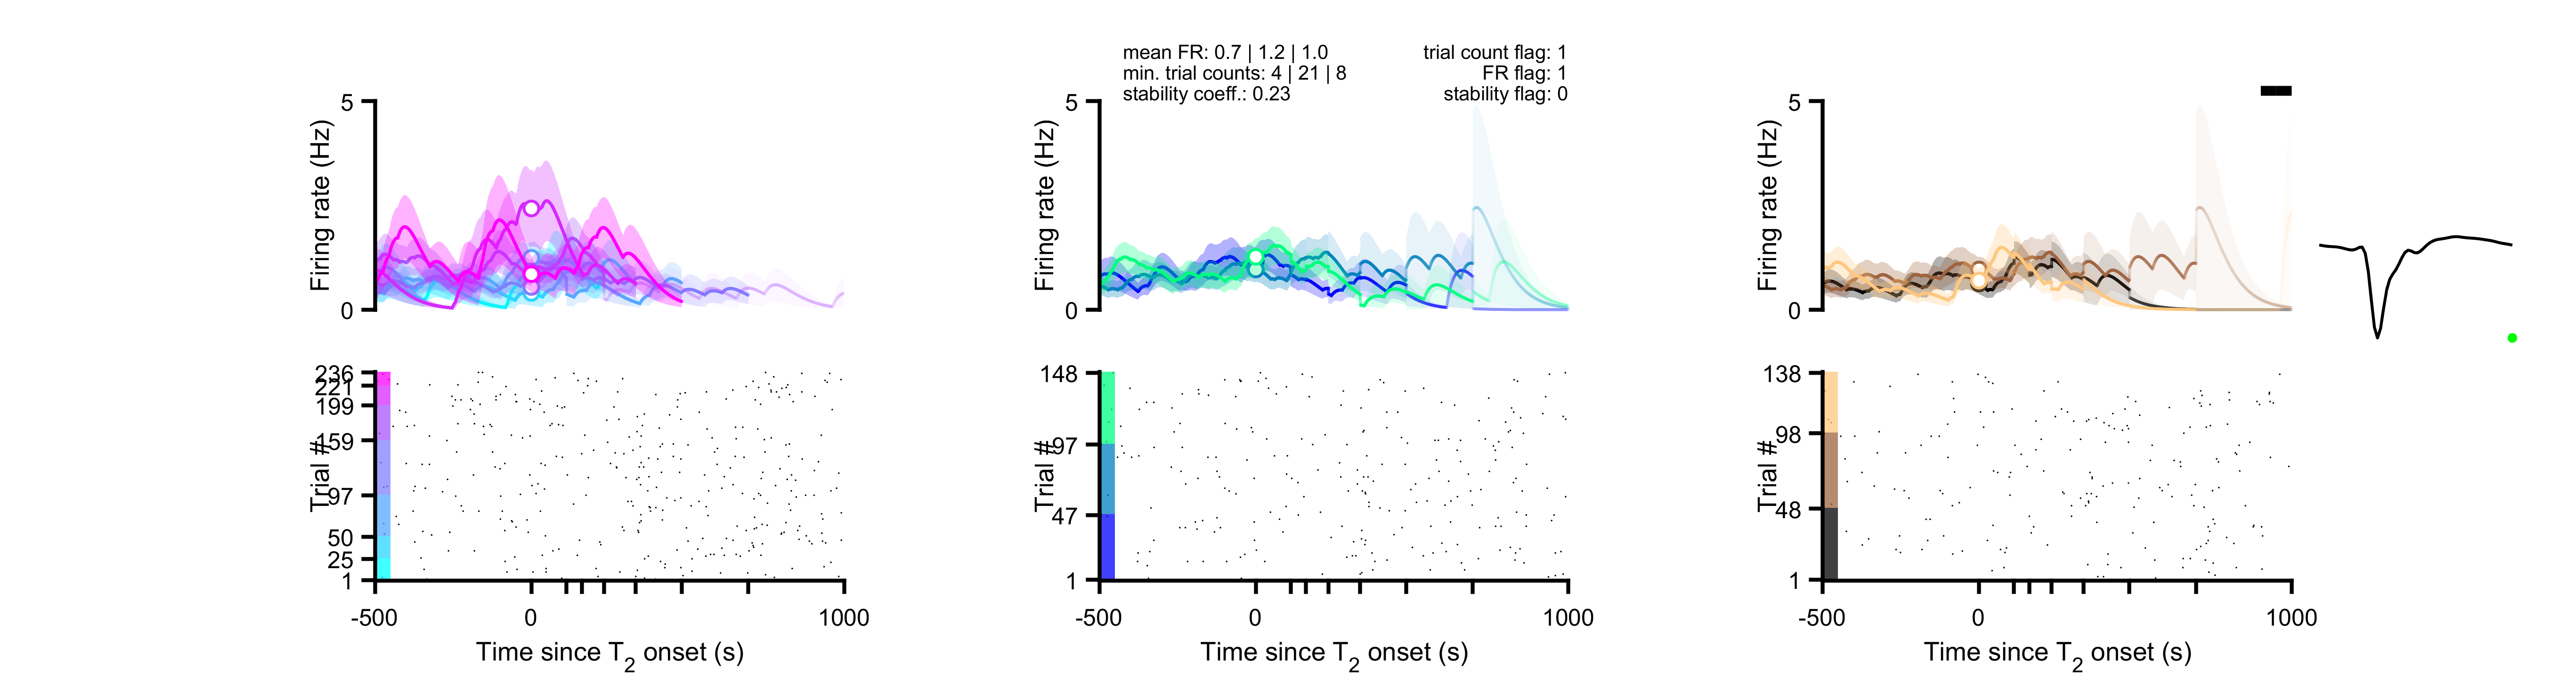 mean FR: 0.7 | 1.2 | 1.0
min. trial counts: 4 | 21 | 8
stability coeff.: 0.23
trial count flag: 1
FR flag: 1
stability flag: 0
5
0
Firing rate (Hz)
5
0
Firing rate (Hz)
5
0
Firing rate (Hz)
236
221
199
159
97
50
25
1
Trial #
-500
0
1000
Time since T2 onset (s)
148
97
47
1
Trial #
-500
0
1000
Time since T2 onset (s)
138
98
48
1
Trial #
-500
0
1000
Time since T2 onset (s)